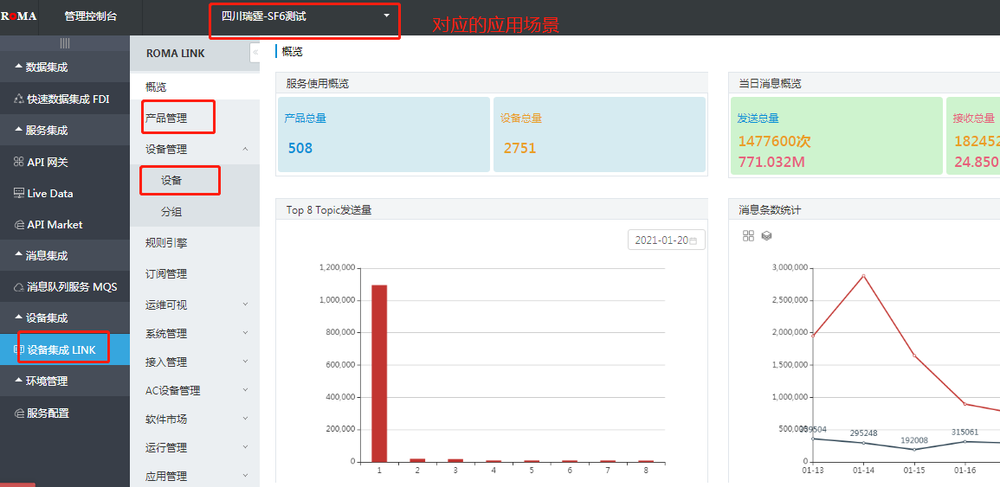 ROMA
管理控制台
四川瑞霆-SF6测试
对应的应用场景
数据集成
快速数据集成 FDI
服务集成
API 网关
Live Data
API Market
消息集成
消息队列服务 MQS
设备集成
设备集成 LINK
环境管理
服务配置
ROMA LINK
概览
产品管理
设备管理
设备
分组
规则引擎
订阅管理
运维可视
系统管理
接入管理
AC设备管理
软件市场
运行管理
应用管理
概览
服务使用概览
产品总量
508
设备总量
2751
当日消息概览
发送总量
1477600次
771.032M
接收总量
182452
24.850
Top 8 Topic发送量
2021-01-20
1,200,000
1,000,000
800,000
600,000
400,000
200,000
0
1 2 3 4 5 6 7 8
消息条数统计
3,000,000
2,500,000
2,000,000
1,500,000
1,000,000
500,000
0
295248
192008
315061
01-13 01-14 01-15 01-16